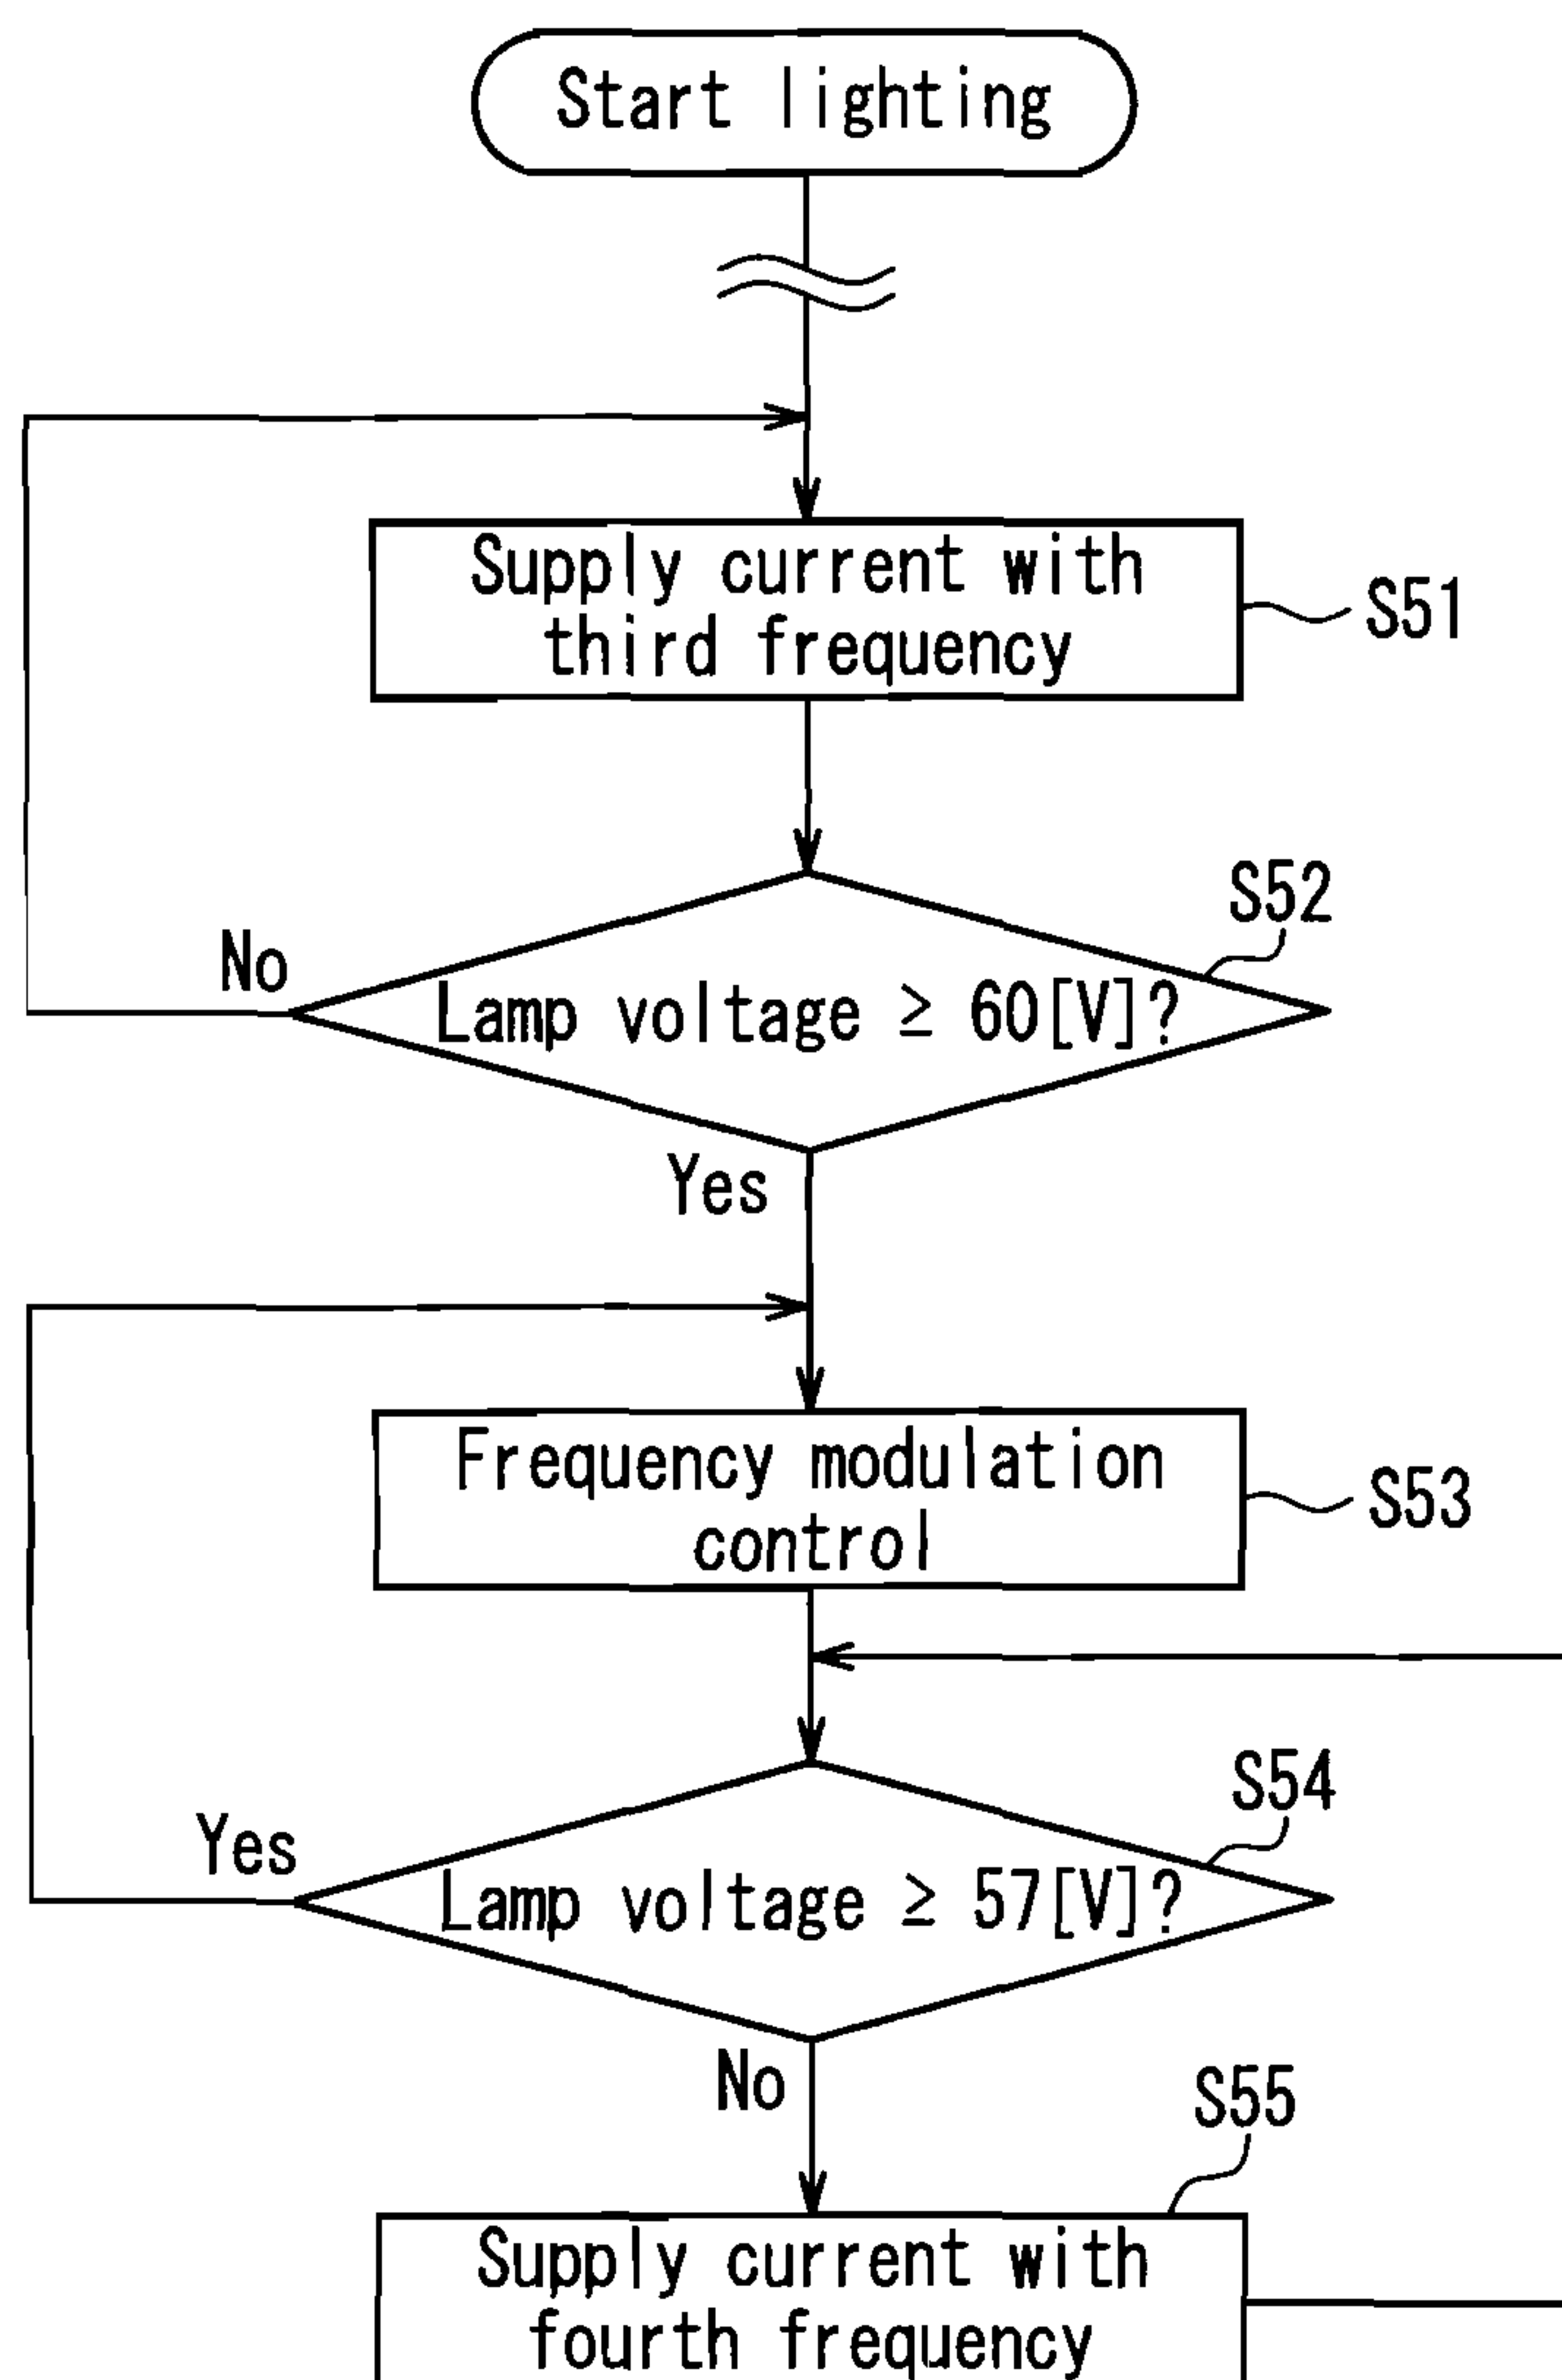 Start lighting
Supply current with
third frequency
S51
S52
No
Lamp voltage ≥ 60[V]?
Yes
Frequency modulation
control
S53
S54
Yes
Lamp voltage ≥ 57[V]?
No
S55
Supply current with
fourth frequency